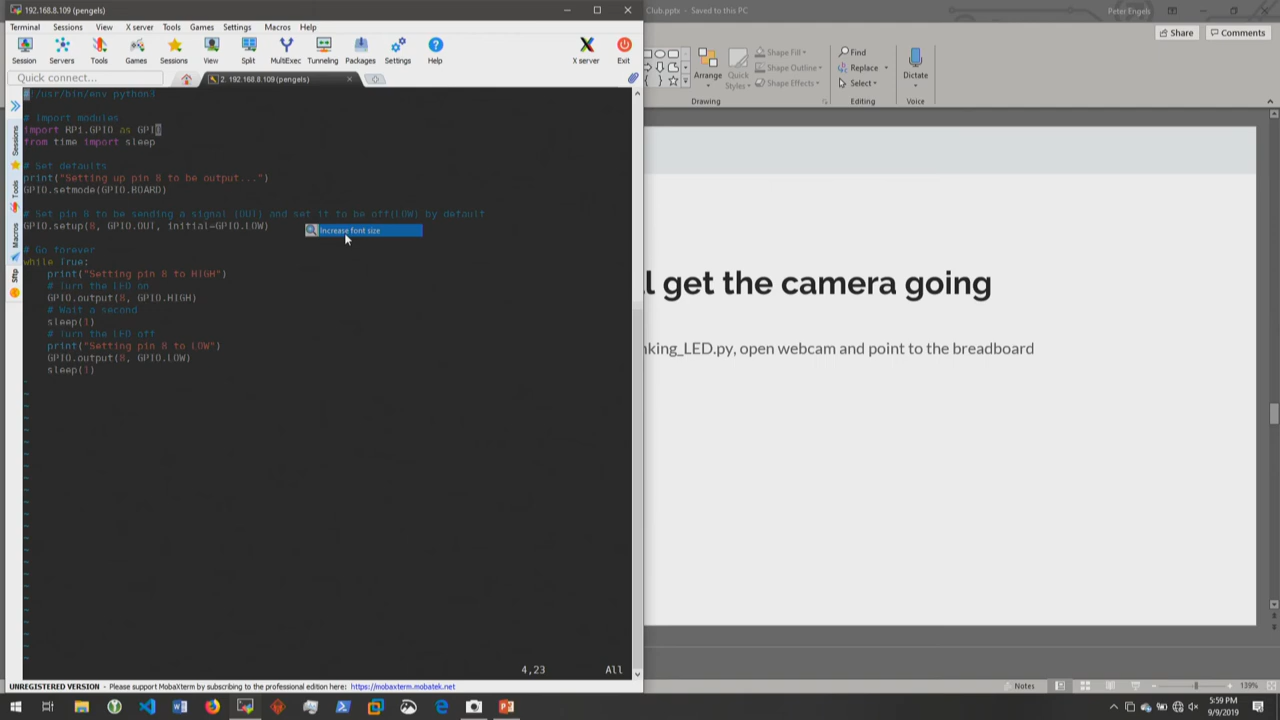 192.168.8.109 (pengels)
Club.pptx - Saved to this PC
Peter Engels
Terminal Sessions View X server Tools Games Settings Macros Help
Share Comments
Session Servers Tools Games Sessions View Split MultiExec Tunneling Packages Settings Help X server Exit
Arrange
Quick Styles
Shape Fill
Shape Outline
Shape Effects
Find
Replace
Select
Dictate
Drawing Editing Voice
Quick connect...
2. 192.168.8.109 (pengels)
Sessions
Tools
Macros
Sftp
#!/usr/bin/env python3
# Import modules
import RPi.GPIO as GPIO
from time import sleep
# Set defaults
print("Setting up pin 8 to be output...")
GPIO.setmode(GPIO.BOARD)
# Set pin 8 to be sending a signal (OUT) and set it to be off(LOW) by default
GPIO.setup(8, GPIO.OUT, initial=GPIO.LOW)
Increase font size
# Go forever
while True:
print("Setting pin 8 to HIGH")
# Turn the LED on
GPIO.output(8, GPIO.HIGH)
# Wait a second
sleep(1)
# Turn the LED off
print("Setting pin 8 to LOW")
GPIO.output(8, GPIO.LOW)
sleep(1)
4,23 All
get the camera going
nking_LED.py, open webcam and point to the breadboard
UNREGISTERED VERSION - Please support MobaXterm by subscribing to the professional edition here: https://mobaxterm.mobatek.net
Notes
139%
5:59 PM
9/9/2019